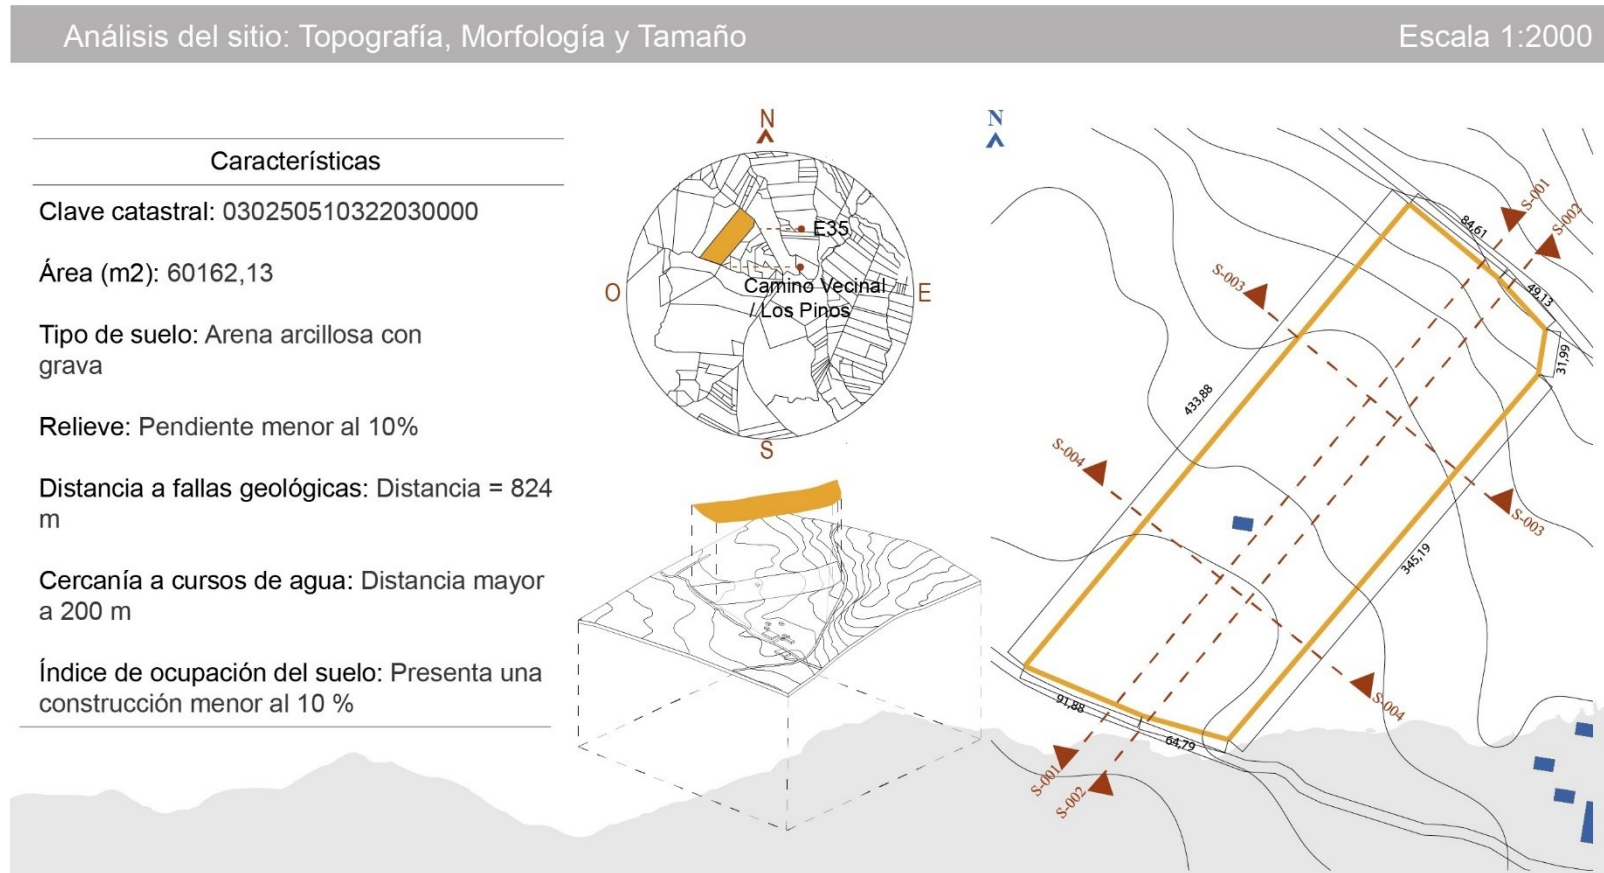 Análisis del sitio: Topografía, Morfología y Tamaño
Escala 1:2000
Características
Clave catastral: 030250510322030000
Área (m2): 60162,13
Tipo de suelo: Arena arcillosa con
grava
Relieve: Pendiente menor al 10%
Distancia a fallas geológicas: Distancia = 824
m
Cercanía a cursos de agua: Distancia mayor
a 200 m
Índice de ocupación del suelo: Presenta una
construcción menor al 10 %
N
E35
O
E
Camino Vecinal
/ Los Pinos
S
N
S-001
S-002
84,61
S-003
49,13
31,99
433,88
S-004
S-003
345,19
S-004
91,88
64,79
S-001
S-002